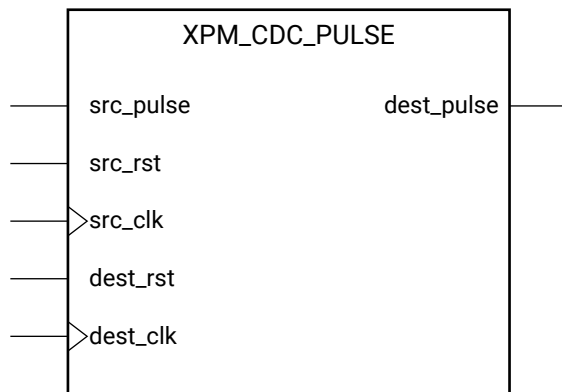 XPM_CDC_PULSE
src_pulse dest_pulse
src_rst
src_clk
dest_rst
dest_clk